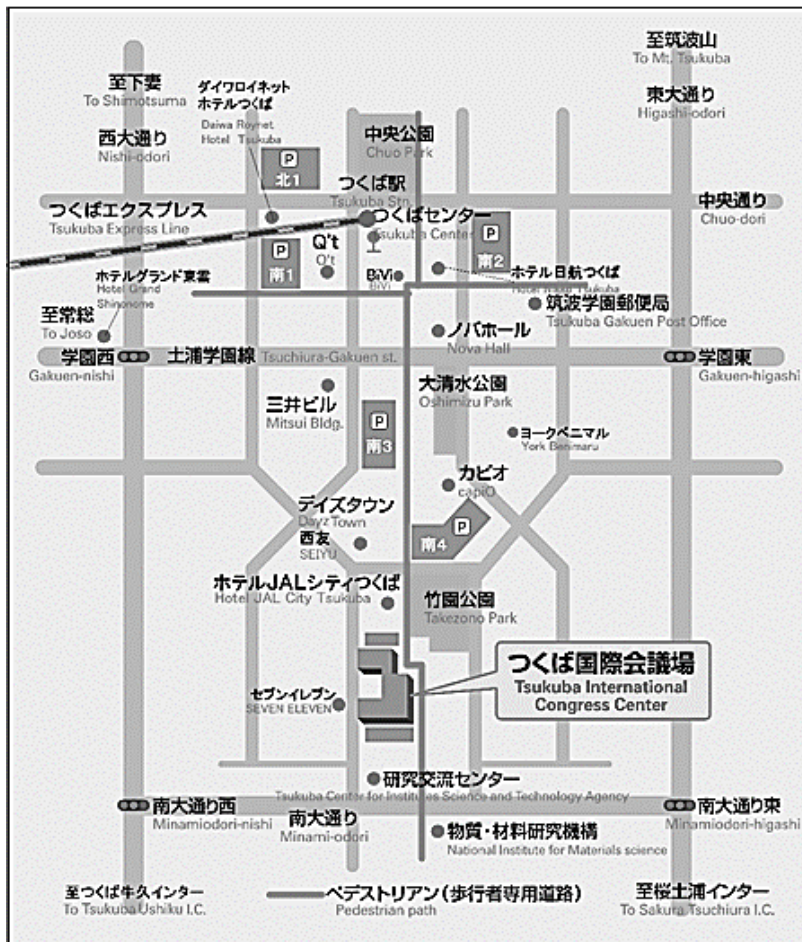 至筑波山
To Mt. Tsukuba
至下妻
To Shimotsuma
ダイワロイネット
ホテルつくば
Daiwa Roynet
Hotel Tsukuba
東大通り
Higashi-odori
西大通り
Nishi-odori
中央公園
Chuo Park
P
北1
つくば駅
Tsukuba Stn.
中央通り
Chuo-dori
つくばエクスプレス
Tsukuba Express Line
つくばセンター
Tsukuba Center
P
南1
Q't
Q't
BiVi
BiVi
P
南2
ホテル日航つくば
Hotel Nikko Tsukuba
ホテルグランド東雲
Hotel Grand
Shinonome
筑波学園郵便局
Tsukuba Gakuen Post Office
至常総
To Joso
ノバホール
Nova Hall
学園西
Gakuen-nishi
土浦学園線 Tsuchiura-Gakuen st.
学園東
Gakuen-higashi
三井ビル
Mitsui Bldg.
大清水公園
Oshimizu Park
P
南3
ヨークベニマル
York Benimaru
カピオ
capiO
デイズタウン
Dayz Town
西友
SEIYU
P
南4
ホテルJALシティつくば
Hotel JAL City Tsukuba
竹園公園
Takezono Park
つくば国際会議場
Tsukuba International
Congress Center
セブンイレブン
SEVEN ELEVEN
研究交流センター
Tsukuba Center for Institutes Science and Technology Agency
南大通り西
Minamiodori-nishi
南大通り
Minami-odori
南大通り東
Minamiodori-higashi
物質・材料研究機構
National Institute for Materials science
至つくば牛久インター
To Tsukuba Ushiku I.C.
ペデストリアン(歩行者専用道路)
Pedestrian path
至桜土浦インター
To Sakura Tsuchiura I.C.